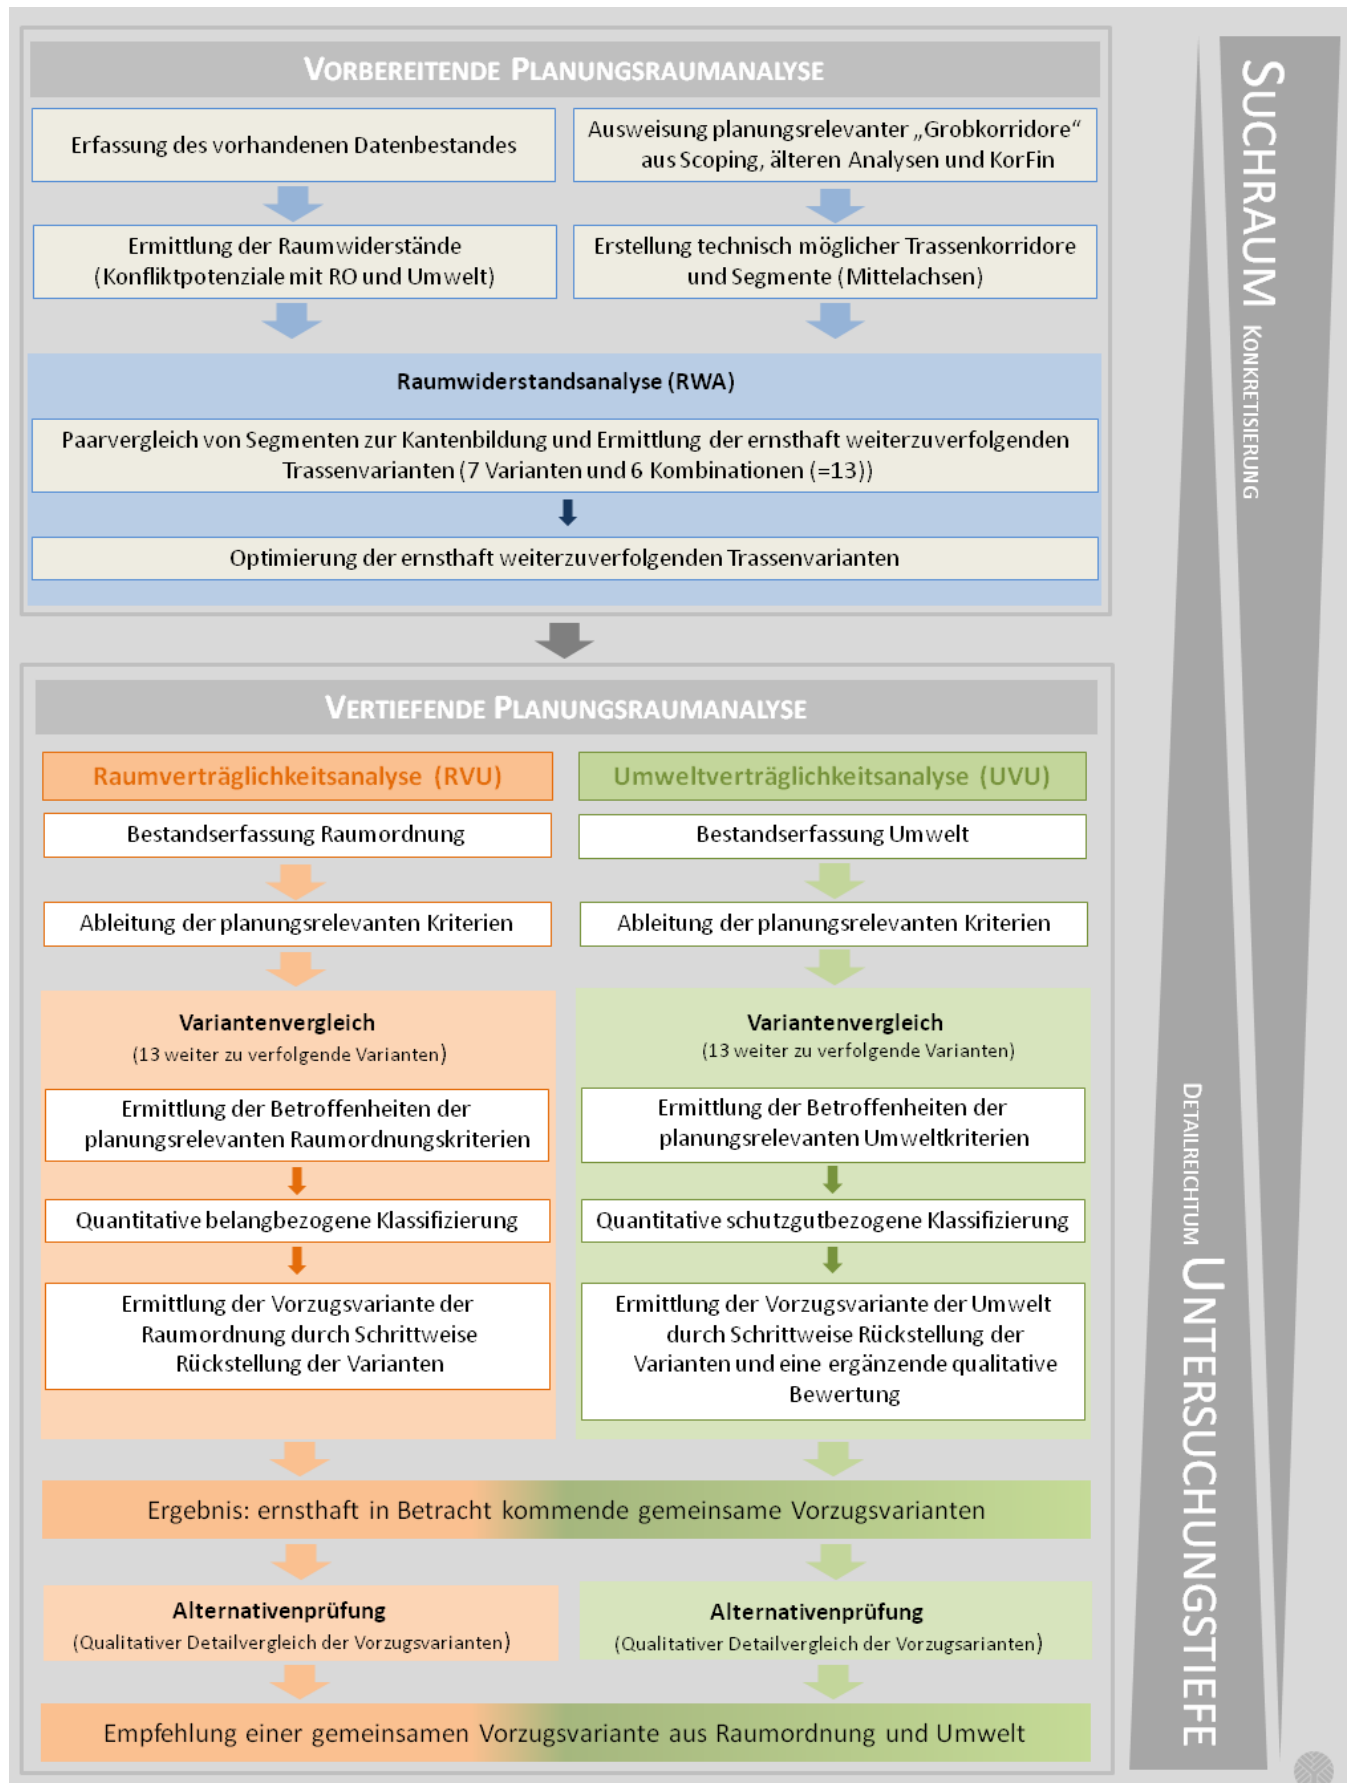 VORBEREITENDE PLANUNGSRAUMANALYSE
Erfassung des vorhandenen Datenbestandes
Ausweisung planungsrelevanter „Grobkorridore“
aus Scoping, älteren Analysen und KorFin
Ermittlung der Raumwiderstände
(Konfliktpotenziale mit RO und Umwelt)
Erstellung technisch möglicher Trassenkorridore
und Segmente (Mittelachsen)
Raumwiderstandsanalyse (RWA)
Paarvergleich von Segmenten zur Kantenbildung und Ermittlung der ernsthaft weiterzuverfolgenden
Trassenvarianten (7 Varianten und 6 Kombinationen (=13))
Optimierung der ernsthaft weiterzuverfolgenden Trassenvarianten
VERTIEFENDE PLANUNGSRAUMANALYSE
Raumverträglichkeitsanalyse (RVU)
Bestandserfassung Raumordnung
Ableitung der planungsrelevanten Kriterien
Variantenvergleich
(13 weiter zu verfolgende Varianten)
Ermittlung der Betroffenheiten der
planungsrelevanten Raumordnungskriterien
Quantitative belangbezogene Klassifizierung
Ermittlung der Vorzugsvariante der
Raumordnung durch Schrittweise
Rückstellung der Varianten
Umweltverträglichkeitsanalyse (UVU)
Bestandserfassung Umwelt
Ableitung der planungsrelevanten Kriterien
Variantenvergleich
(13 weiter zu verfolgende Varianten)
Ermittlung der Betroffenheiten der
planungsrelevanten Umweltkriterien
Quantitative schutzgutbezogene Klassifizierung
Ermittlung der Vorzugsvariante der Umwelt
durch Schrittweise Rückstellung der
Varianten und eine ergänzende qualitative
Bewertung
Ergebnis: ernsthaft in Betracht kommende gemeinsame Vorzugsvarianten
Alternativenprüfung
(Qualitativer Detailvergleich der Vorzugsvarianten)
Alternativenprüfung
(Qualitativer Detailvergleich der Vorzugsarianten)
Empfehlung einer gemeinsamen Vorzugsvariante aus Raumordnung und Umwelt
SUCHRAUM KONKRETISIERUNG
DETAILREICHTUM UNTERSUCHUNGSTIEFE